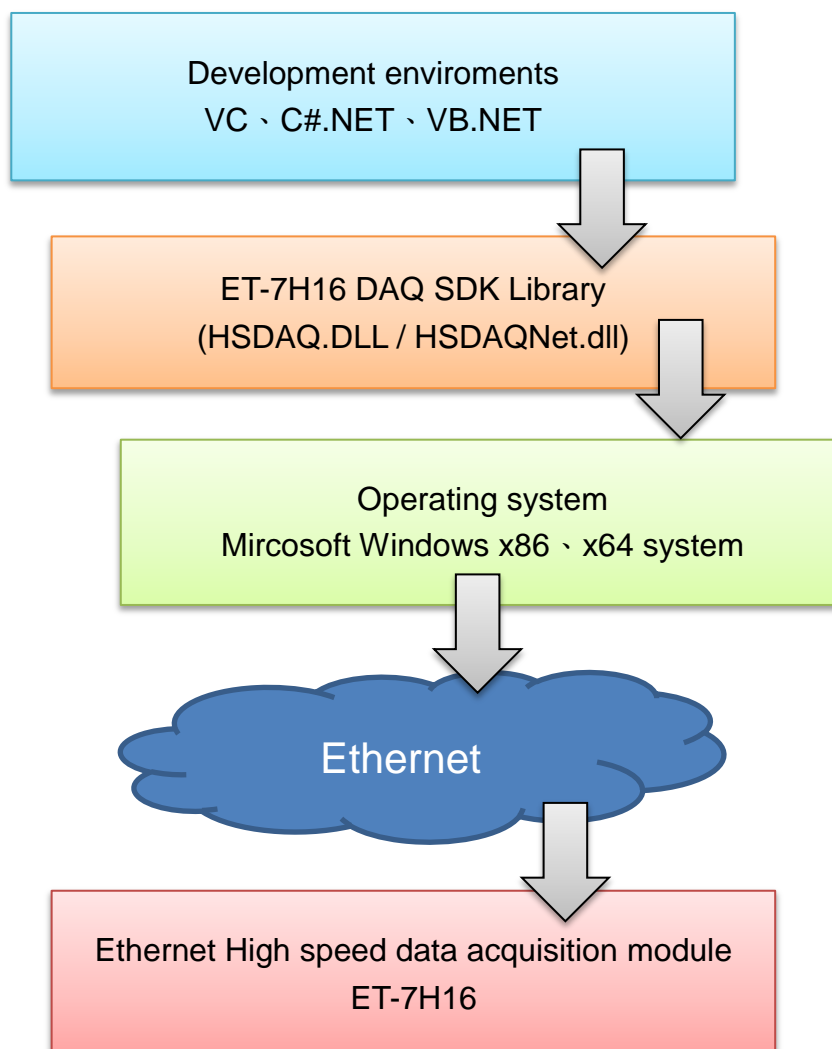 Development enviroments
VC、C#.NET、VB.NET
ET-7H16 DAQ SDK Library
(HSDAQ.DLL / HSDAQNet.dll)
Operating system
Mircosoft Windows x86、x64 system
Ethernet
Ethernet High speed data acquisition module
ET-7H16